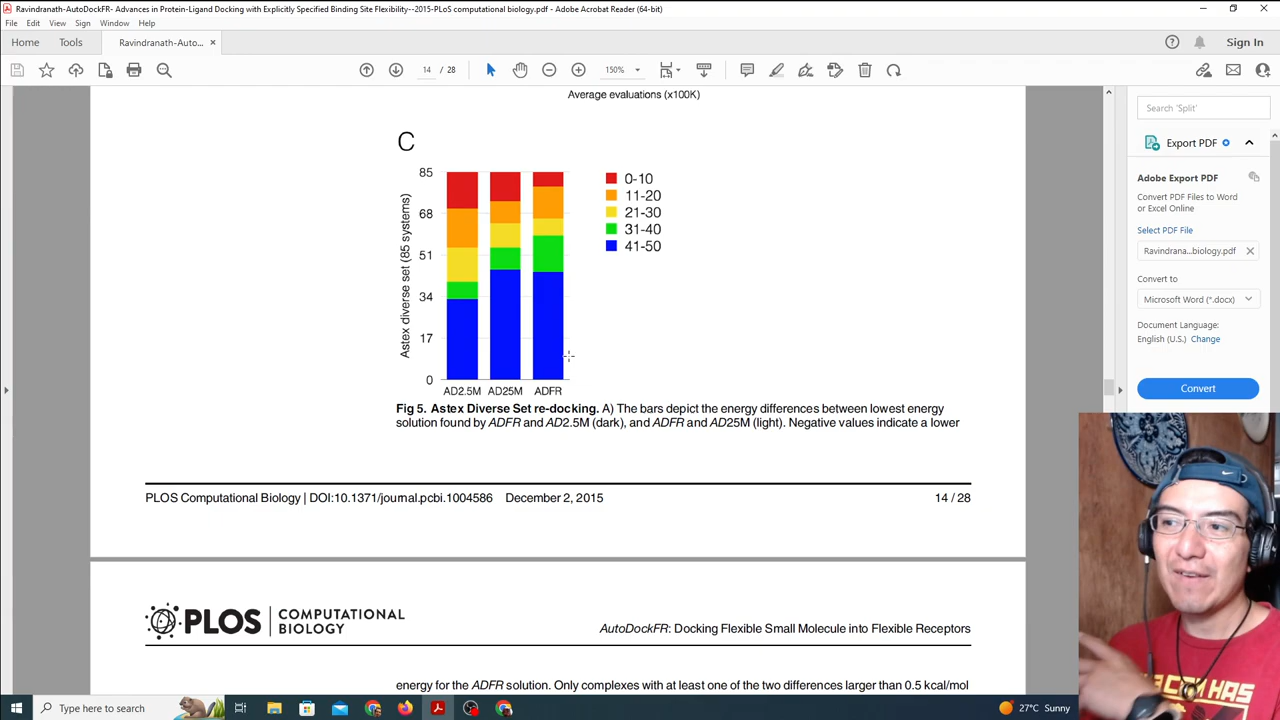 Ravindranath-AutoDockFR- Advances in Protein-Ligand Docking with Explicitly Specified Binding Site Flexibility--2015-PLoS computational biology.pdf - Adobe Acrobat Reader (64-bit)
File Edit View Sign Window Help
Home Tools Ravindranath-Auto... × Sign In
14 / 28 150%
Average evaluations (x100K)
C
Astex diverse set (85 systems)
85
68
51
34
17
0
AD2.5M AD25M ADFR
0-10
11-20
21-30
31-40
41-50
Fig 5. Astex Diverse Set re-docking. A) The bars depict the energy differences between lowest energy
solution found by ADFR and AD2.5M (dark), and ADFR and AD25M (light). Negative values indicate a lower
PLOS Computational Biology | DOI:10.1371/journal.pcbi.1004586 December 2, 2015 14 / 28
PLOS COMPUTATIONAL
BIOLOGY
AutoDockFR: Docking Flexible Small Molecule into Flexible Receptors
energy for the ADFR solution. Only complexes with at least one of the two differences larger than 0.5 kcal/mol
Search 'Split'
Export PDF
Adobe Export PDF
Convert PDF Files to Word
or Excel Online
Select PDF File
Ravindrana...biology.pdf
Convert to
Microsoft Word (*.docx)
Document Language:
English (U.S.) Change
Convert
Type here to search
27°C Sunny